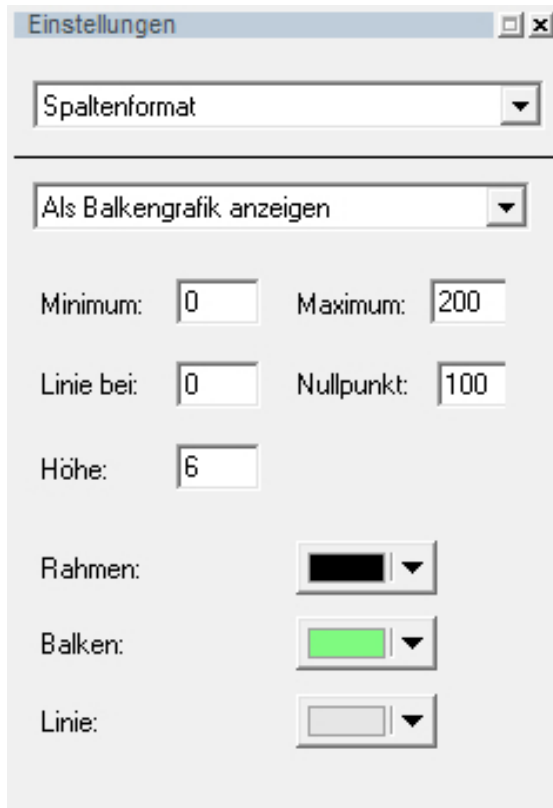 Einstellungen
Spaltenformat
Als Balkengrafik anzeigen
Minimum: 0 Maximum: 200
Linie bei: 0 Nullpunkt: 100
Höhe: 6
Rahmen:
Balken:
Linie: